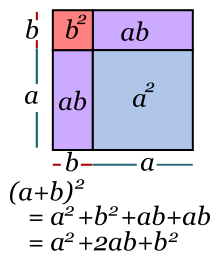 b b² ab
a ab a²
b a
(a+b)²
= a²+b²+ab+ab
= a²+2ab+b²